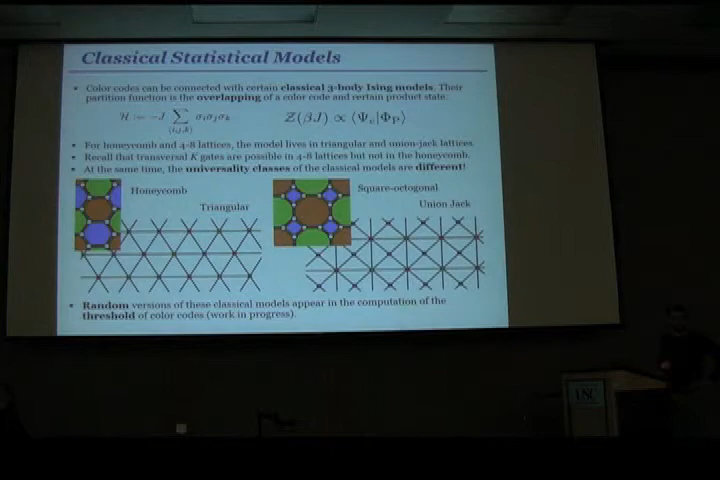 Classical Statistical Models
Color codes can be connected with certain classical 3-body Ising models. Their
partition function is the overlapping of a color code and certain product state:
H := −J ∑⟨i,j,k⟩ σiσjσk Z(βJ) ∝ ⟨Ψc|ΦP⟩
For honeycomb and 4-8 lattices, the model lives in triangular and union-jack lattices.
Recall that transversal K gates are possible in 4-8 lattices but not in the honeycomb.
At the same time, the universality classes of the classical models are different!
Honeycomb
Square-octogonal
Triangular
Union Jack
Random versions of these classical models appear in the computation of the
threshold of color codes (work in progress).
USC